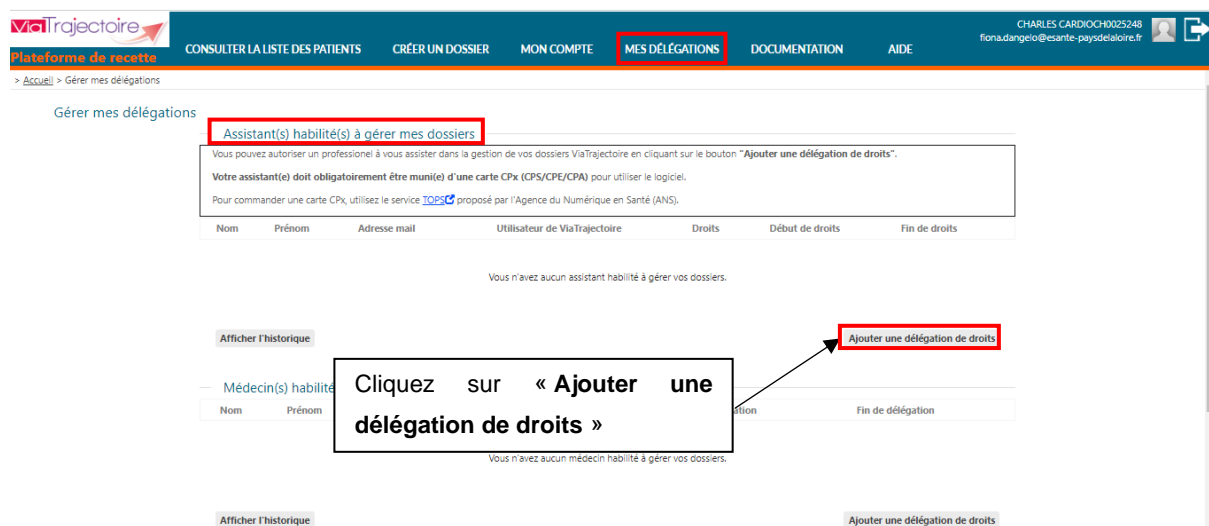 ViaTrajectoire
Plateforme de recette
CONSULTER LA LISTE DES PATIENTS CRÉER UN DOSSIER MON COMPTE MES DÉLÉGATIONS DOCUMENTATION AIDE
CHARLES CARDIOCH0025248
fiona.dangelo@esante-paysdelaloire.fr
> Accueil > Gérer mes délégations
Gérer mes délégations
Assistant(s) habilité(s) à gérer mes dossiers
Vous pouvez autoriser un professionel à vous assister dans la gestion de vos dossiers ViaTrajectoire en cliquant sur le bouton "Ajouter une délégation de droits".
Votre assistant(e) doit obligatoirement être muni(e) d'une carte CPx (CPS/CPE/CPA) pour utiliser le logiciel.
Pour commander une carte CPx, utilisez le service TOPS proposé par l'Agence du Numérique en Santé (ANS).
Nom Prénom Adresse mail Utilisateur de ViaTrajectoire Droits Début de droits Fin de droits
Vous n'avez aucun assistant habilité à gérer vos dossiers.
Afficher l'historique Ajouter une délégation de droits
Cliquez sur « Ajouter une
délégation de droits »
Médecin(s) habilité
Nom Prénom Fin de délégation
Vous n'avez aucun médecin habilité à gérer vos dossiers.
Afficher l'historique Ajouter une délégation de droits